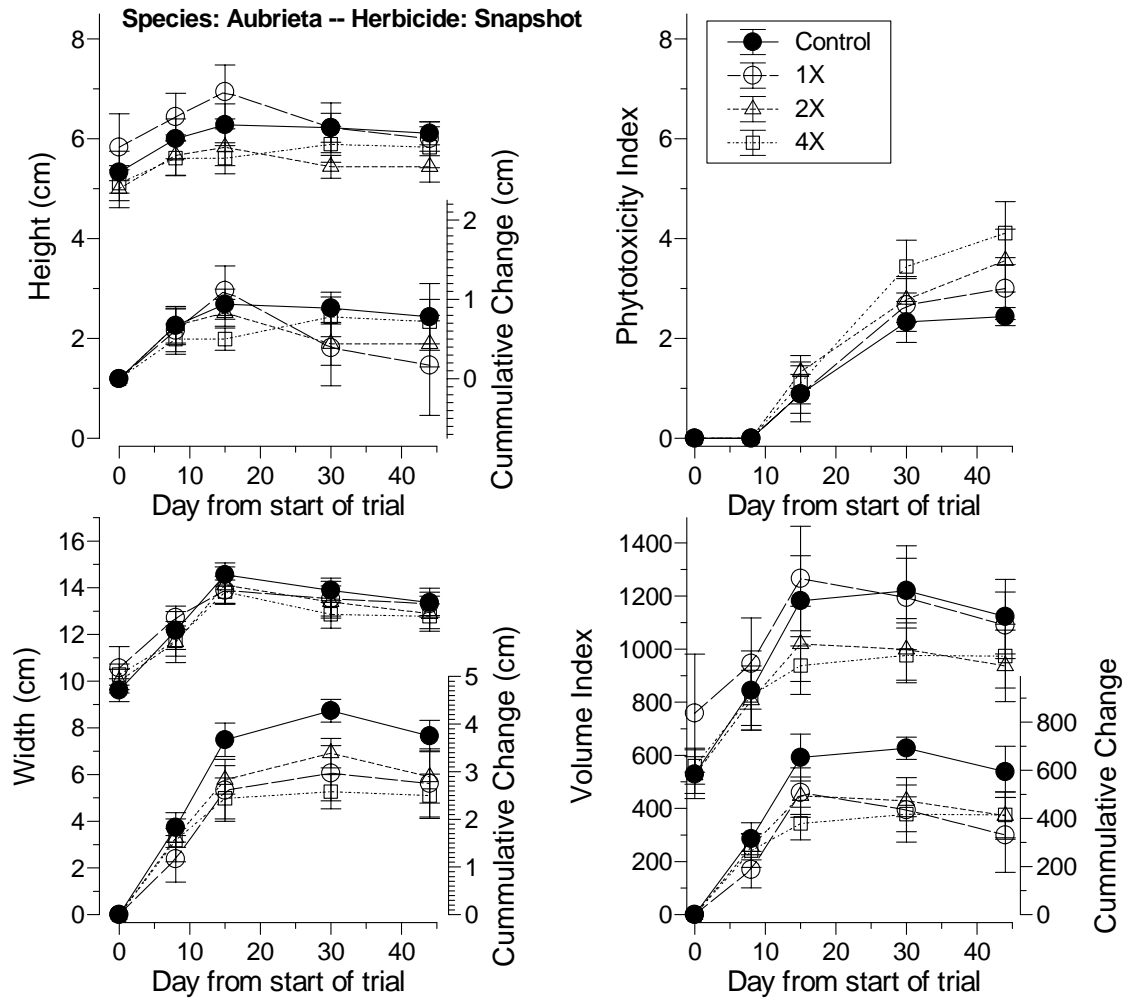 Species: Aubrieta -- Herbicide: Snapshot
8
6
4
2
0
Height (cm)
2
1
0
Cummulative Change (cm)
0 10 20 30 40
Day from start of trial
8
6
4
2
0
Phytotoxicity Index
Control
1X
2X
4X
0 10 20 30 40
Day from start of trial
16
14
12
10
8
6
4
2
0
Width (cm)
5
4
3
2
1
0
Cummulative Change (cm)
0 10 20 30 40
Day from start of trial
1400
1200
1000
800
600
400
200
0
Volume Index
800
600
400
200
0
Cummulative Change
0 10 20 30 40
Day from start of trial